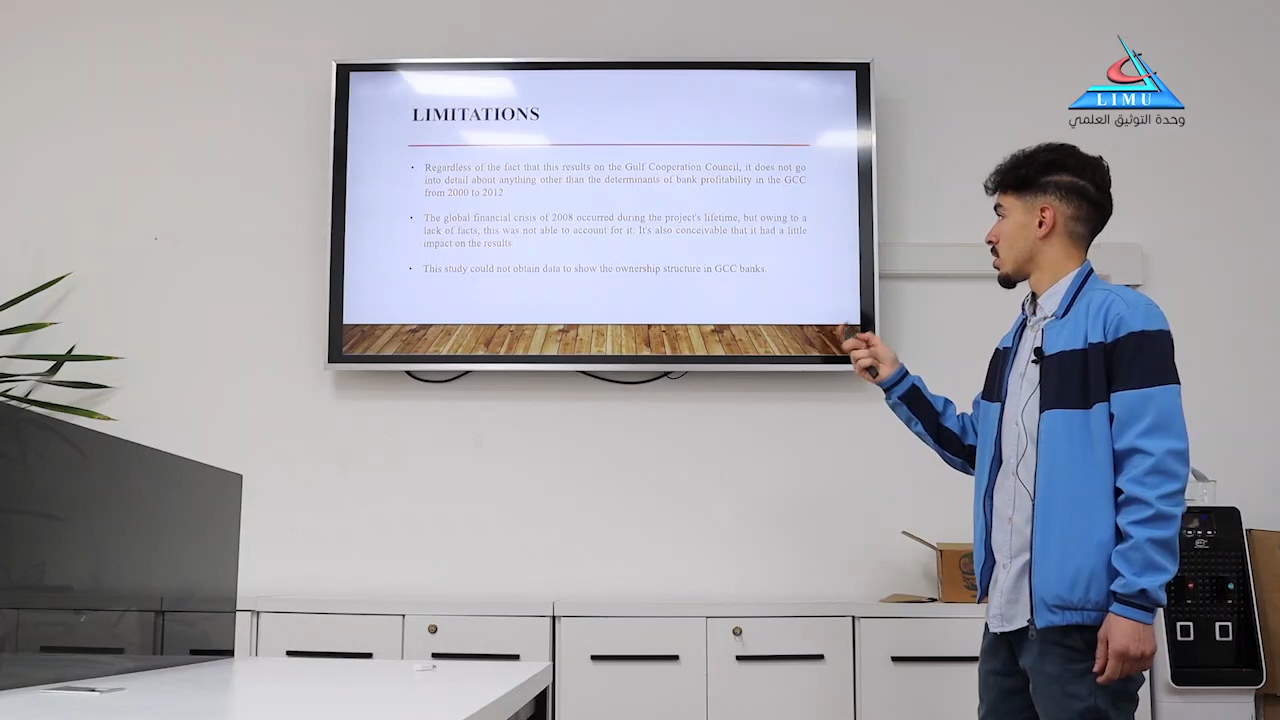 LIMITATIONS
• Regardless of the fact that this results on the Gulf Cooperation Council, it does not go
into detail about anything other than the determinants of bank profitability in the GCC
from 2000 to 2012
• The global financial crisis of 2008 occurred during the project's lifetime, but owing to a
lack of facts, this was not able to account for it. It's also conceivable that it had a little
impact on the results.
• This study could not obtain data to show the ownership structure in GCC banks.
LIMU
وحدة التوثيق العلمي